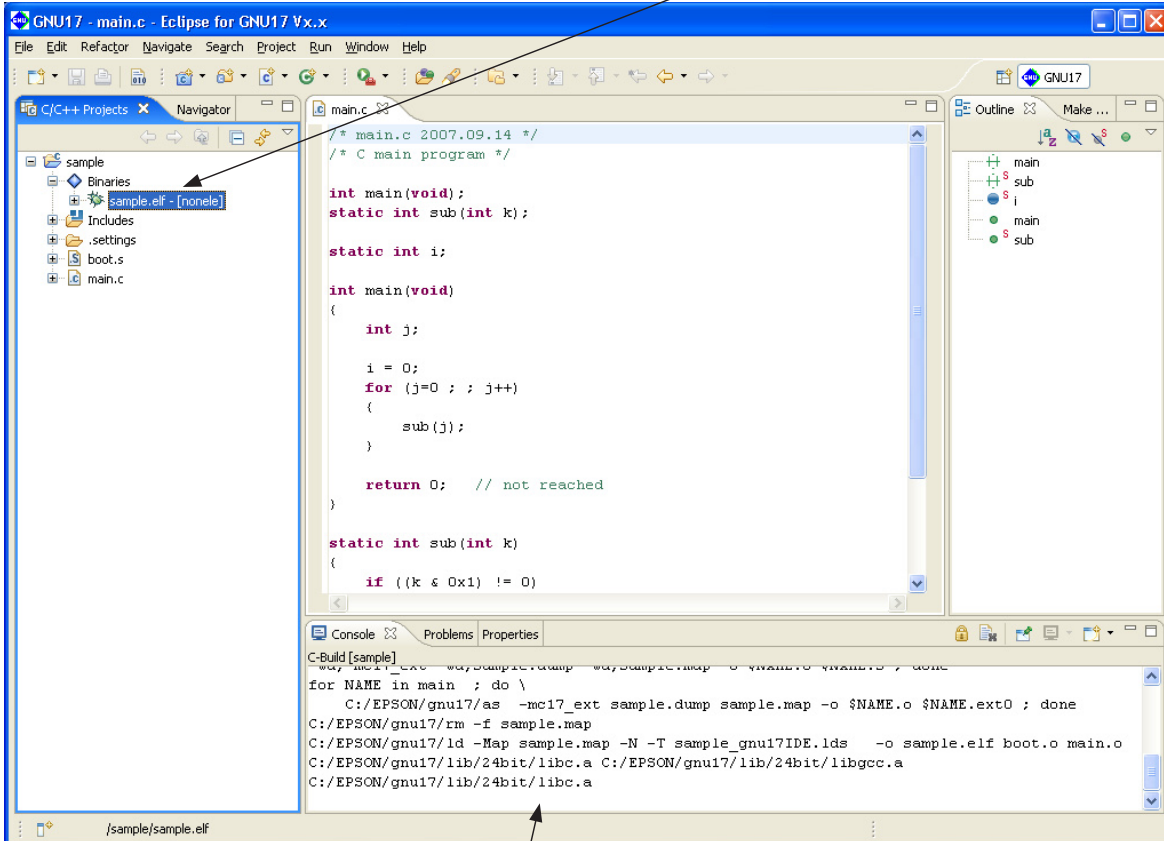 GNU17 - main.c - Eclipse for GNU17 Vx.x
File Edit Refactor Navigate Search Project Run Window Help
GNU17
C/C++ Projects
Navigator
sample
Binaries
sample.elf - [nonele]
Includes
.settings
boot.s
main.c
main.c
/* main.c 2007.09.14 */
/* C main program */
int main(void);
static int sub(int k);
static int i;
int main(void)
{
int j;
i = 0;
for (j=0 ; ; j++)
{
sub(j);
}
return 0; // not reached
}
static int sub(int k)
{
if ((k & 0x1) != 0)
Outline
Make ...
main
sub
i
main
sub
Console
Problems
Properties
C-Build [sample]
for NAME in main ; do \
C:/EPSON/gnu17/as -mc17_ext sample.dump sample.map -o $NAME.o $NAME.ext0 ; done
C:/EPSON/gnu17/rm -f sample.map
C:/EPSON/gnu17/ld -Map sample.map -N -T sample_gnu17IDE.lds -o sample.elf boot.o main.o
C:/EPSON/gnu17/lib/24bit/libc.a C:/EPSON/gnu17/lib/24bit/libgcc.a
C:/EPSON/gnu17/lib/24bit/libc.a
/sample/sample.elf